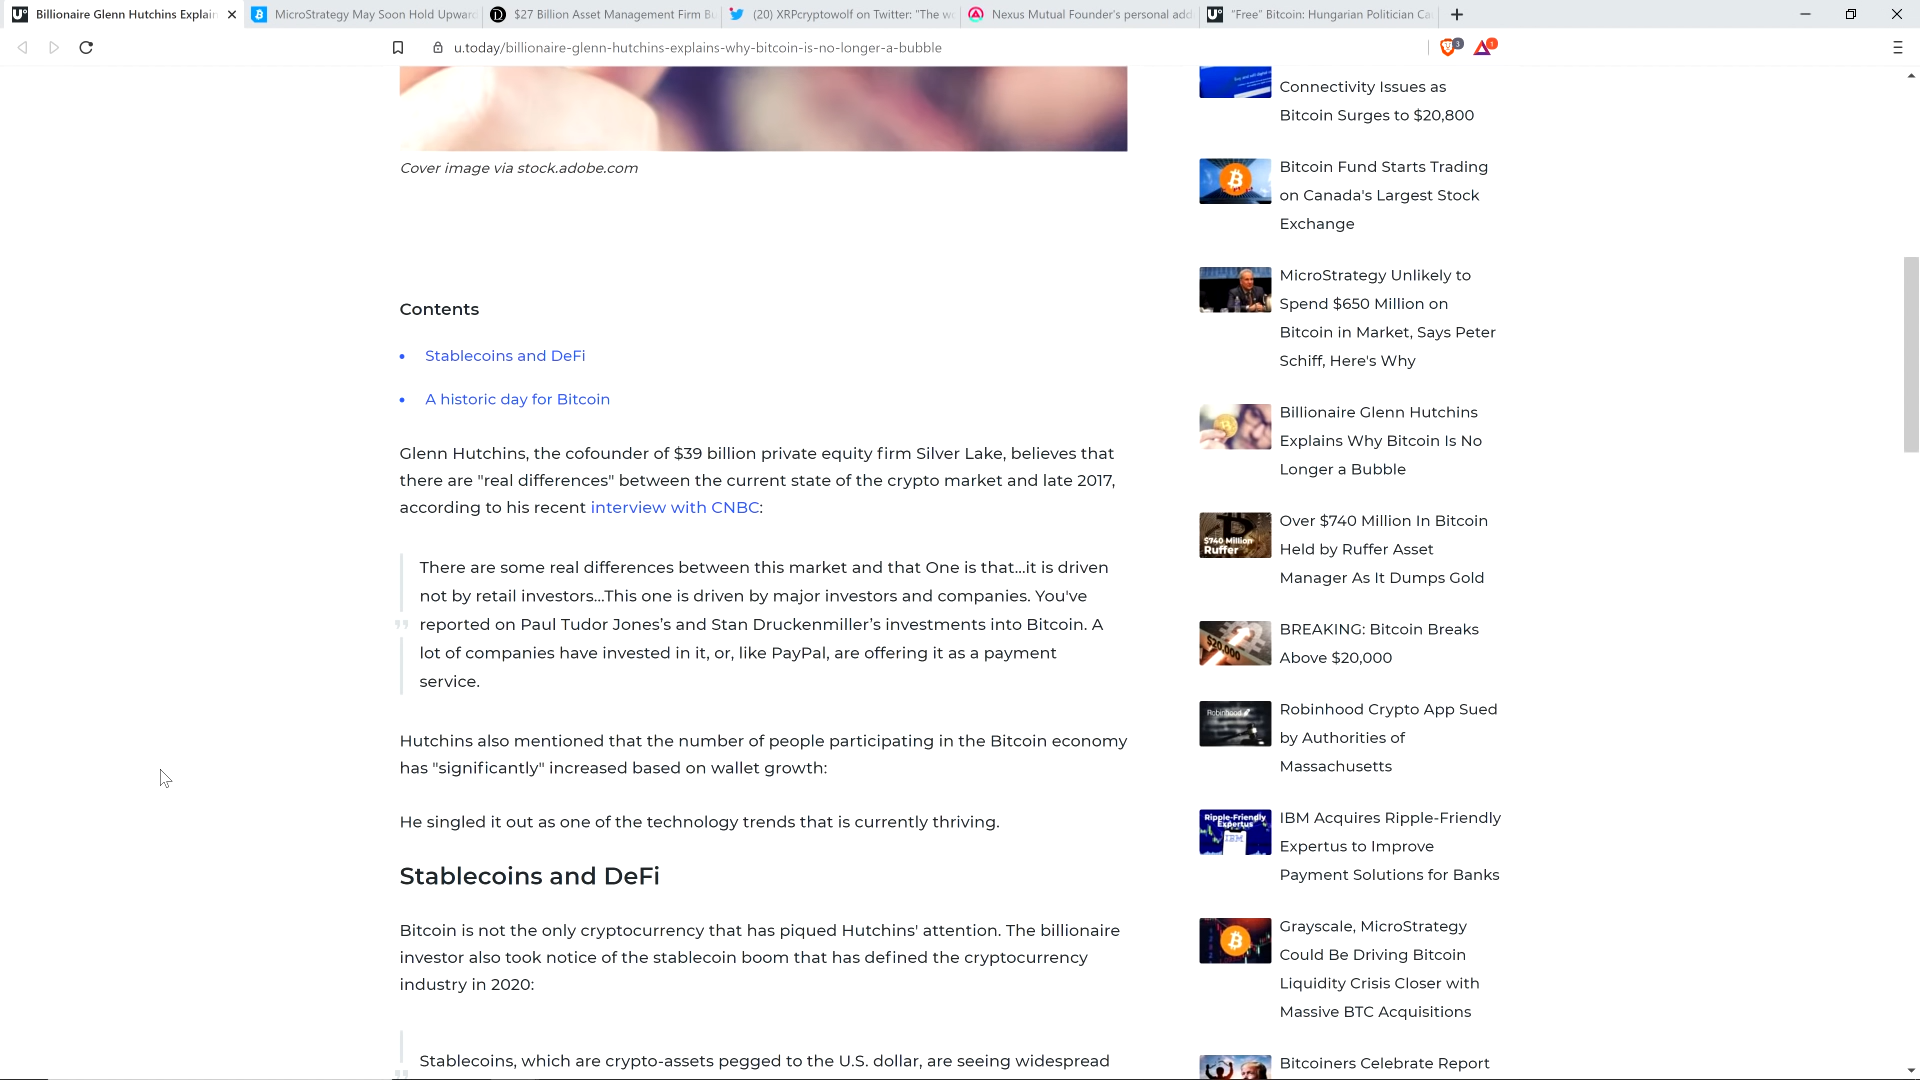 Billionaire Glenn Hutchins Explain
MicroStrategy May Soon Hold Upward
$27 Billion Asset Management Firm Bu
(20) XRPcryptowolf on Twitter: "The w
Nexus Mutual Founder's personal add
"Free" Bitcoin: Hungarian Politician Ca
u.today/billionaire-glenn-hutchins-explains-why-bitcoin-is-no-longer-a-bubble
3
1
Cover image via stock.adobe.com
Contents
Stablecoins and DeFi
A historic day for Bitcoin
Glenn Hutchins, the cofounder of $39 billion private equity firm Silver Lake, believes that
there are "real differences" between the current state of the crypto market and late 2017,
according to his recent interview with CNBC:
There are some real differences between this market and that One is that...it is driven
not by retail investors...This one is driven by major investors and companies. You've
reported on Paul Tudor Jones's and Stan Druckenmiller's investments into Bitcoin. A
lot of companies have invested in it, or, like PayPal, are offering it as a payment
service.
Hutchins also mentioned that the number of people participating in the Bitcoin economy
has "significantly" increased based on wallet growth:
He singled it out as one of the technology trends that is currently thriving.
Stablecoins and DeFi
Bitcoin is not the only cryptocurrency that has piqued Hutchins' attention. The billionaire
investor also took notice of the stablecoin boom that has defined the cryptocurrency
industry in 2020:
Stablecoins, which are crypto-assets pegged to the U.S. dollar, are seeing widespread
Connectivity Issues as
Bitcoin Surges to $20,800
Bitcoin Fund Starts Trading
on Canada's Largest Stock
Exchange
MicroStrategy Unlikely to
Spend $650 Million on
Bitcoin in Market, Says Peter
Schiff, Here's Why
Billionaire Glenn Hutchins
Explains Why Bitcoin Is No
Longer a Bubble
$740 Million
Ruffer
Over $740 Million In Bitcoin
Held by Ruffer Asset
Manager As It Dumps Gold
$20,000
BREAKING: Bitcoin Breaks
Above $20,000
Robinhood
Robinhood Crypto App Sued
by Authorities of
Massachusetts
Ripple-Friendly
Expertus
IBM
IBM Acquires Ripple-Friendly
Expertus to Improve
Payment Solutions for Banks
Grayscale, MicroStrategy
Could Be Driving Bitcoin
Liquidity Crisis Closer with
Massive BTC Acquisitions
Bitcoiners Celebrate Report